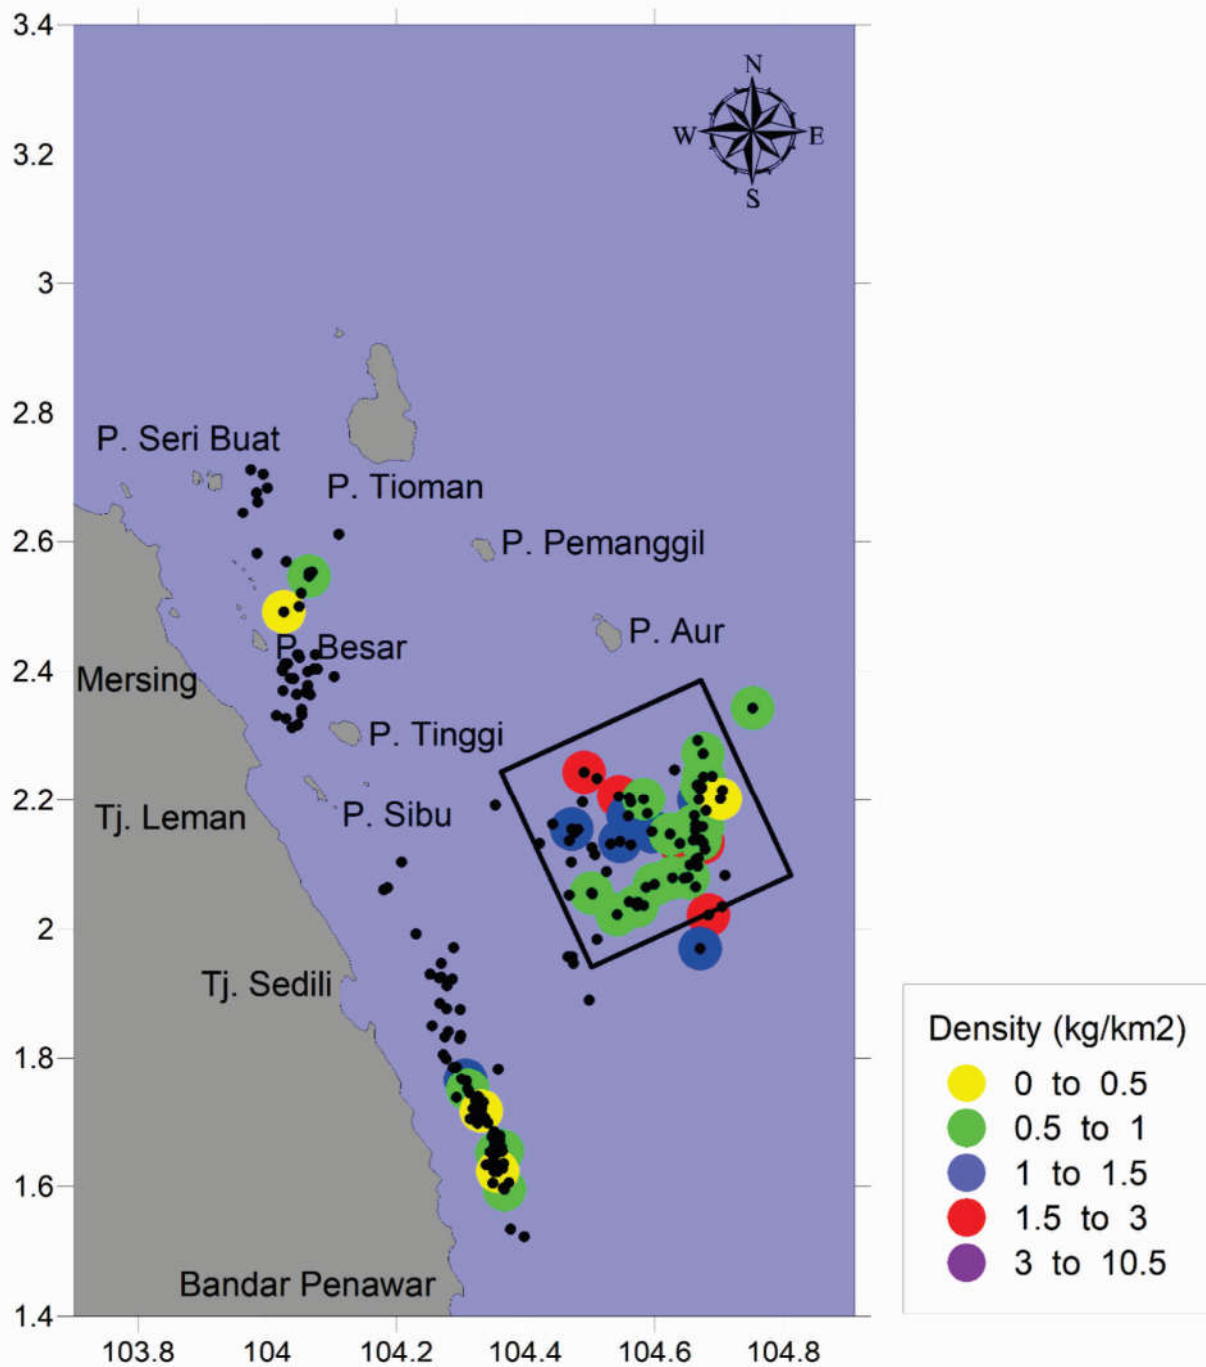 3.4
N
W E
S
3.2
3
2.8
P. Seri Buat
P. Tioman
2.6
P. Pemanggil
P. Aur
P. Besar
2.4
Mersing
P. Tinggi
2.2
Tj. Leman
P. Sibu
2
Tj. Sedili
1.8
1.6
Bandar Penawar
1.4
103.8 104 104.2 104.4 104.6 104.8
Density (kg/km2)
0 to 0.5
0.5 to 1
1 to 1.5
1.5 to 3
3 to 10.5